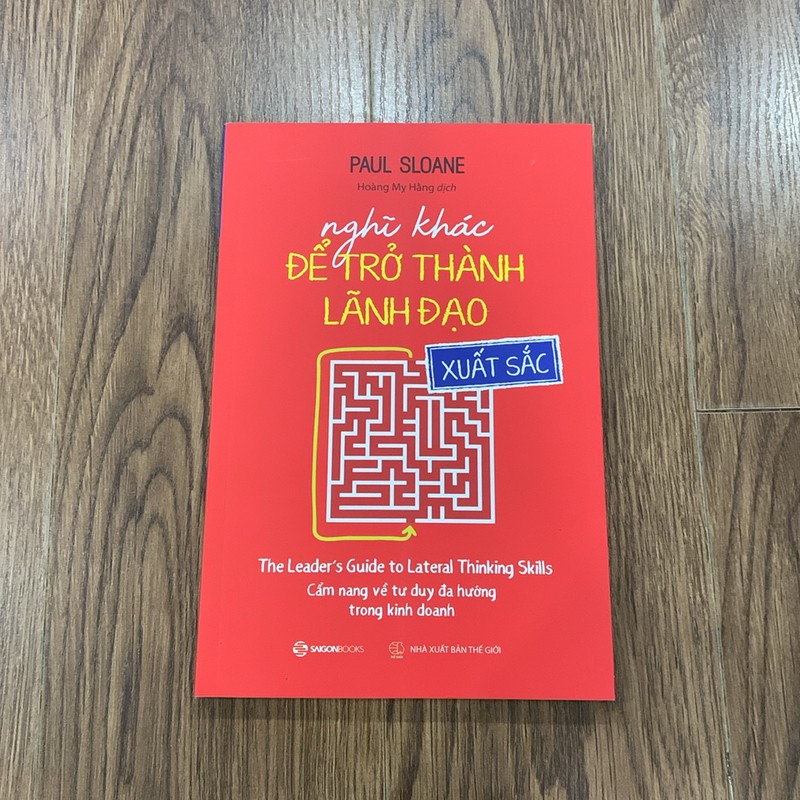 PAUL SLOANE
Hoàng My Hằng dịch
nghĩ khác
ĐỂ TRỞ THÀNH
LÃNH ĐẠO
XUẤT SẮC
The Leader's Guide to Lateral Thinking Skills
Cẩm nang về tư duy đa hướng
trong kinh doanh
SAIGONBOOKS
NHÀ XUẤT BẢN THẾ GIỚI